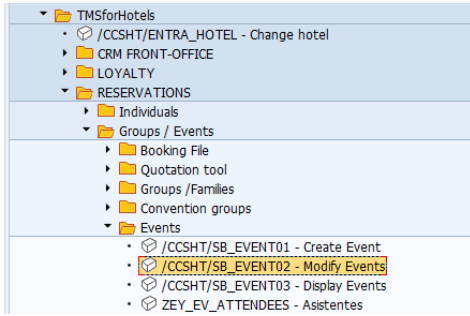 TMSforHotels
/CCSHT/ENTRA_HOTEL - Change hotel
CRM FRONT-OFFICE
LOYALTY
RESERVATIONS
Individuals
Groups / Events
Booking File
Quotation tool
Groups /Families
Convention groups
Events
/CCSHT/SB_EVENT01 - Create Event
/CCSHT/SB_EVENT02 - Modify Events
/CCSHT/SB_EVENT03 - Display Events
ZEY_EV_ATTENDEES - Asistentes